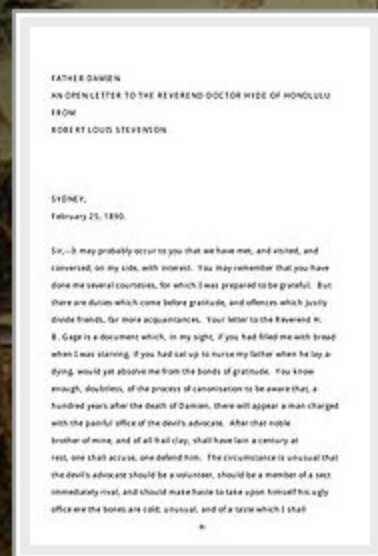 FATHER DAMIEN
AN OPEN LETTER TO THE REVEREND DOCTOR HYDE OF HONOLULU
FROM
ROBERT LOUIS STEVENSON
SYDNEY,
February 25, 1890.
Sir,—It may probably occur to you that we have met, and visited, and
conversed; on my side, with interest. You may remember that you have
done me several courtesies, for which I was prepared to be grateful. But
there are duties which come before gratitude, and offences which justly
divide friends, far more acquaintances. Your letter to the Reverend H.
B. Gage is a document which, in my sight, if you had filled me with bread
when I was starving, if you had sat up to nurse my father when he lay a-
dying, would yet absolve me from the bonds of gratitude. You know
enough, doubtless, of the process of canonisation to be aware that, a
hundred years after the death of Damien, there will appear a man charged
with the painful office of the devil's advocate. After that noble
brother of mine, and of all frail clay, shall have lain a century at
rest, one shall accuse, one defend him. The circumstance is unusual that
the devil's advocate should be a volunteer, should be a member of a sect
immediately rival, and should make haste to take upon himself his ugly
office ere the bones are cold; unusual, and of a taste which I shall